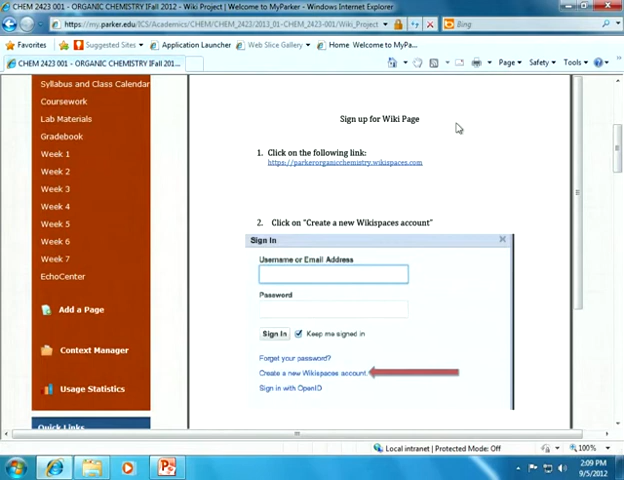 CHEM 2423 001 - ORGANIC CHEMISTRY IFall 2012 - Wiki Project | Welcome to MyParker - Windows Internet Explorer
https://my.parker.edu/ICS/Academics/CHEM/CHEM_2423/2013_01-CHEM_2423-001/Wiki_Project
Bing
Favorites
Suggested Sites
Application Launcher
Web Slice Gallery
Home
Welcome to MyPa...
CHEM 2423 001 - ORGANIC CHEMISTRY IFall 201...
Page
Safety
Tools
Syllabus and Class Calendar
Coursework
Lab Materials
Gradebook
Week 1
Week 2
Week 3
Week 4
Week 5
Week 6
Week 7
EchoCenter
Add a Page
Context Manager
Usage Statistics
Quick Links
Sign up for Wiki Page
1. Click on the following link:
https://parkerorganicchemistry.wikispaces.com
2. Click on "Create a new Wikispaces account"
Sign In
Username or Email Address
Password
Sign In
Keep me signed in
Forget your password?
Create a new Wikispaces account.
Sign in with OpenID
Local intranet | Protected Mode: Off
100%
2:09 PM
9/5/2012